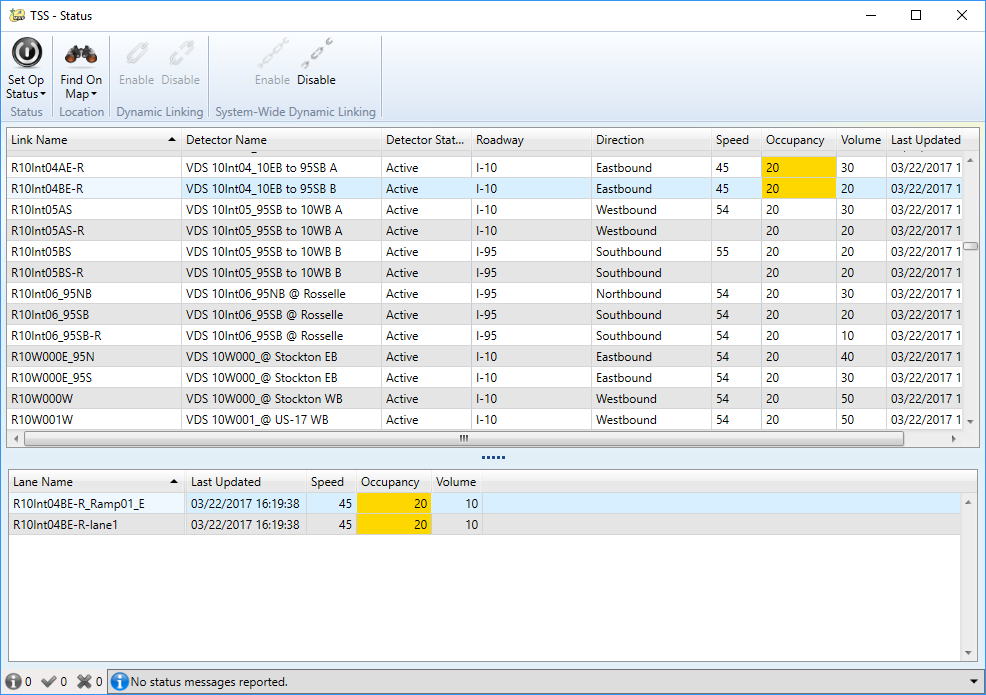 TSS - Status
Set Op Status
Find On Map
Enable Disable
Enable Disable
Status Location Dynamic Linking System-Wide Dynamic Linking
Link Name Detector Name Detector Stat... Roadway Direction Speed Occupancy Volume Last Updated
R10Int04AE-R VDS 10Int04_10EB to 95SB A Active I-10 Eastbound 45 20 30 03/22/2017 1
R10Int04BE-R VDS 10Int04_10EB to 95SB B Active I-10 Eastbound 45 20 20 03/22/2017 1
R10Int05AS VDS 10Int05_95SB to 10WB A Active I-10 Westbound 54 20 30 03/22/2017 1
R10Int05AS-R VDS 10Int05_95SB to 10WB A Active I-10 Westbound 20 20 03/22/2017 1
R10Int05BS VDS 10Int05_95SB to 10WB B Active I-95 Southbound 55 20 20 03/22/2017 1
R10Int05BS-R VDS 10Int05_95SB to 10WB B Active I-95 Southbound 20 20 03/22/2017 1
R10Int06_95NB VDS 10Int06_95NB @ Rosselle Active I-95 Northbound 54 20 30 03/22/2017 1
R10Int06_95SB VDS 10Int06_95SB @ Rosselle Active I-95 Southbound 54 20 20 03/22/2017 1
R10Int06_95SB-R VDS 10Int06_95SB @ Rosselle Active I-95 Southbound 54 20 10 03/22/2017 1
R10W000E_95N VDS 10W000_@ Stockton EB Active I-10 Eastbound 54 20 40 03/22/2017 1
R10W000E_95S VDS 10W000_@ Stockton EB Active I-10 Eastbound 54 20 30 03/22/2017 1
R10W000W VDS 10W000_@ Stockton WB Active I-10 Westbound 54 20 50 03/22/2017 1
R10W001W VDS 10W001_@ US-17 WB Active I-10 Westbound 54 20 50 03/22/2017 1
Lane Name Last Updated Speed Occupancy Volume
R10Int04BE-R_Ramp01_E 03/22/2017 16:19:38 45 20 10
R10Int04BE-R-lane1 03/22/2017 16:19:38 45 20 10
0 0 0 No status messages reported.